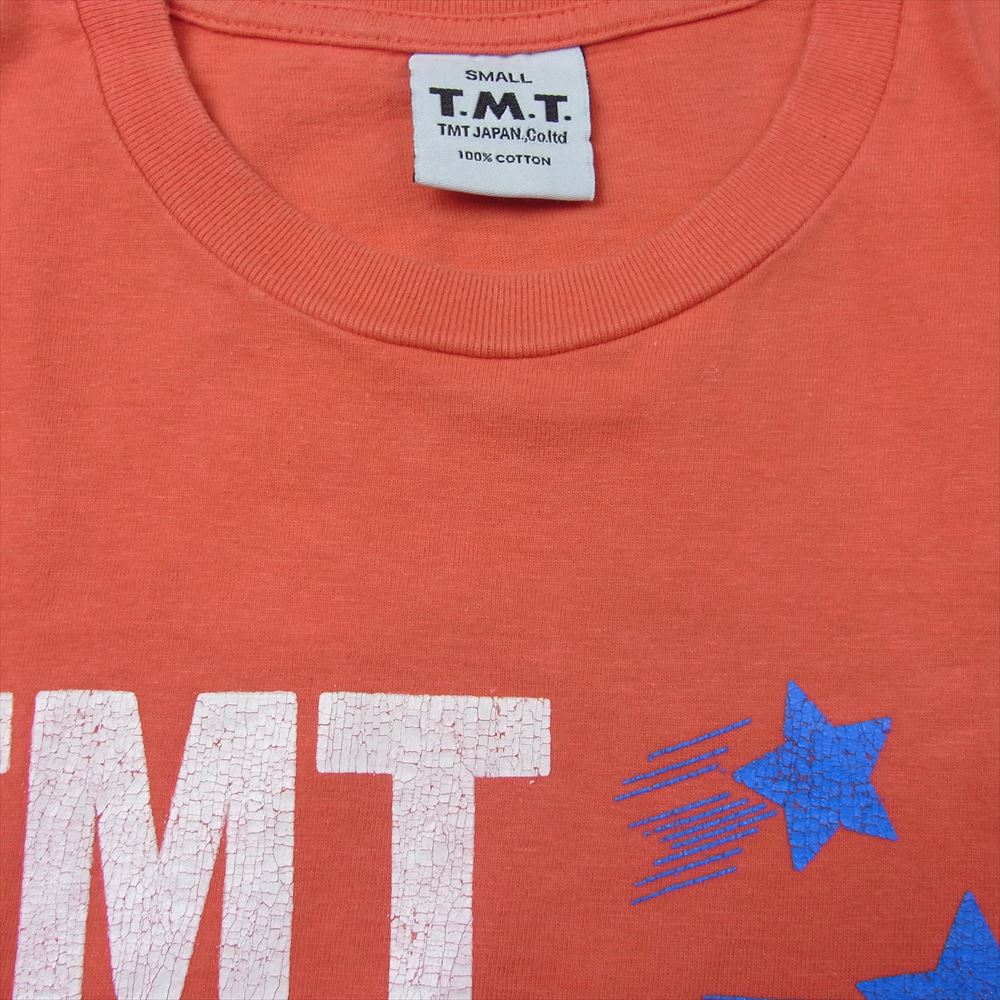 SMALL
T.M.T.
TMT JAPAN.,Co.ltd
100% COTTON
TMT